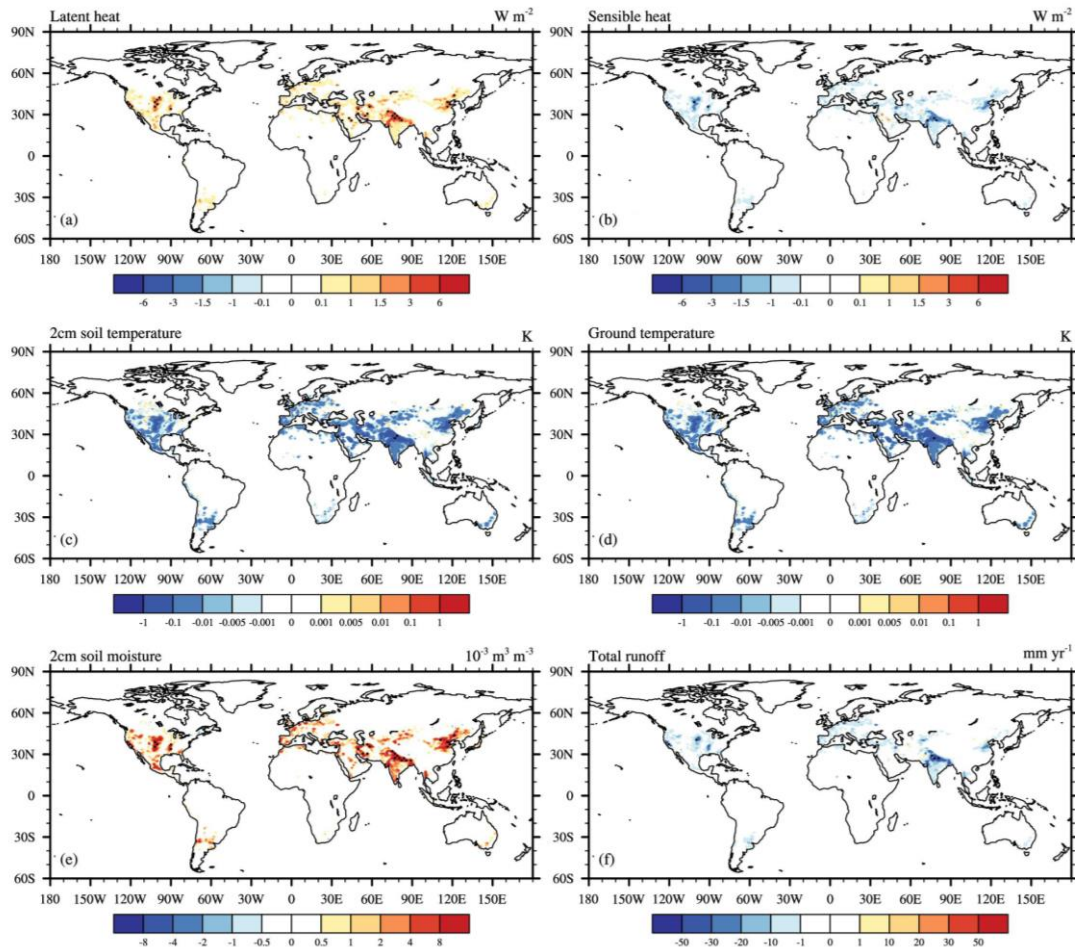 Latent heat W m-2
90N
60N
30N
0
30S
60S
(a)
180 150W 120W 90W 60W 30W 0 30E 60E 90E 120E 150E
-6 -3 -1.5 -1 -0.1 0 0.1 1 1.5 3 6
Sensible heat W m-2
90N
60N
30N
0
30S
60S
(b)
180 150W 120W 90W 60W 30W 0 30E 60E 90E 120E 150E
-6 -3 -1.5 -1 -0.1 0 0.1 1 1.5 3 6
2cm soil temperature K
90N
60N
30N
0
30S
60S
(c)
180 150W 120W 90W 60W 30W 0 30E 60E 90E 120E 150E
-1 -0.1 -0.01 -0.005 -0.001 0 0.001 0.005 0.01 0.1 1
Ground temperature K
90N
60N
30N
0
30S
60S
(d)
180 150W 120W 90W 60W 30W 0 30E 60E 90E 120E 150E
-1 -0.1 -0.01 -0.005 -0.001 0 0.001 0.005 0.01 0.1 1
2cm soil moisture 10-3 m3 m-3
90N
60N
30N
0
30S
60S
(e)
180 150W 120W 90W 60W 30W 0 30E 60E 90E 120E 150E
-8 -4 -2 -1 -0.5 0 0.5 1 2 4 8
Total runoff mm yr-1
90N
60N
30N
0
30S
60S
(f)
180 150W 120W 90W 60W 30W 0 30E 60E 90E 120E 150E
-50 -30 -20 -10 -1 0 1 10 20 30 50